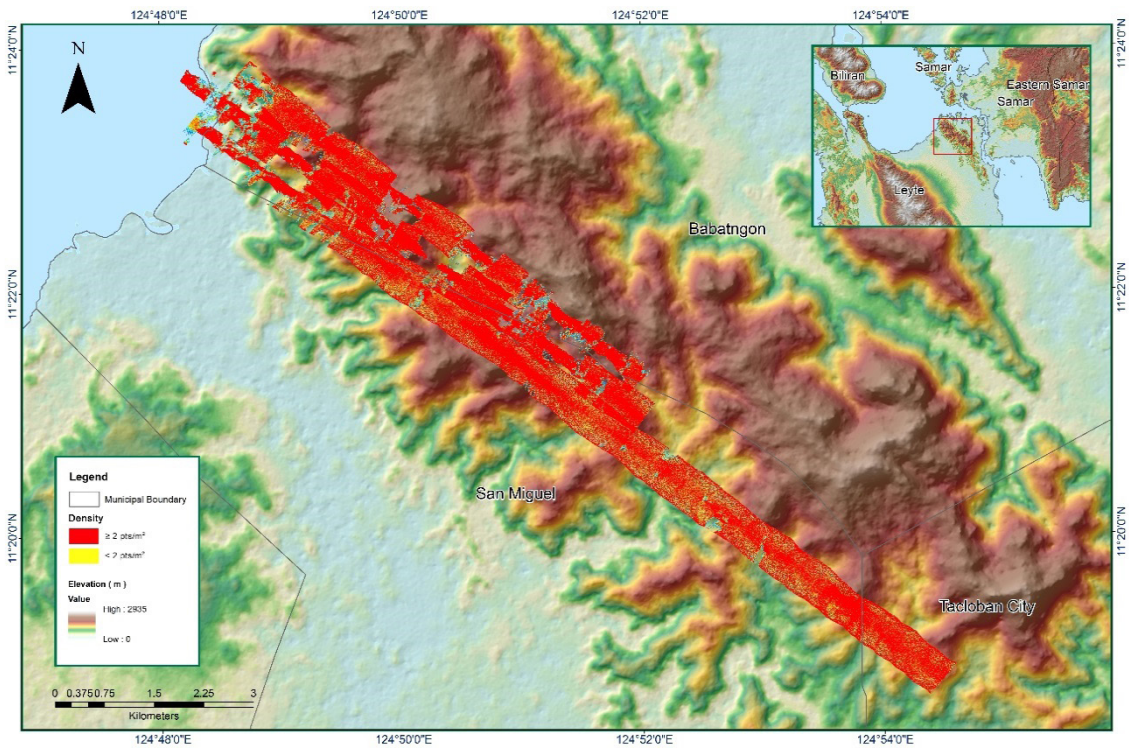 124°48'0"E 124°50'0"E 124°52'0"E 124°54'0"E
11°24'0"N
11°24'0"N
N
Biliran
Samar
Eastern Samar
Samar
Leyte
Babatngon
11°22'0"N
11°22'0"N
San Miguel
11°20'0"N
11°20'0"N
Tacloban City
Legend
Municipal Boundary
Density
≥ 2 pts/m²
< 2 pts/m²
Elevation ( m )
Value
High : 2935
Low : 0
0 0.375 0.75 1.5 2.25 3
Kilometers
124°48'0"E 124°50'0"E 124°52'0"E 124°54'0"E